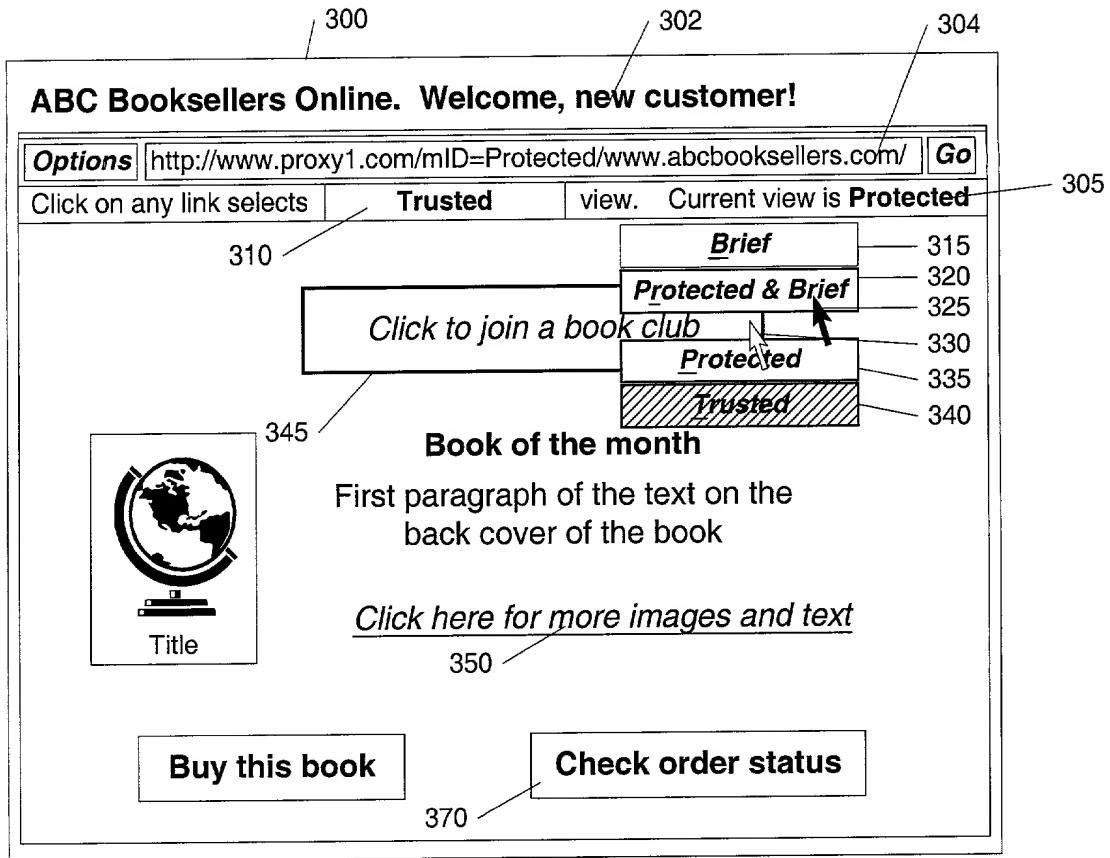 300 302 304
ABC Booksellers Online. Welcome, new customer!
Options http://www.proxy1.com/mID=Protected/www.abcbooksellers.com/ Go
Click on any link selects Trusted view. Current view is Protected 305
310
Brief 315
Protected & Brief 320
325
Click to join a book club 330
Protected 335
Trusted 340
345
Book of the month
First paragraph of the text on the
back cover of the book
Click here for more images and text
Title
350
Buy this book Check order status
370